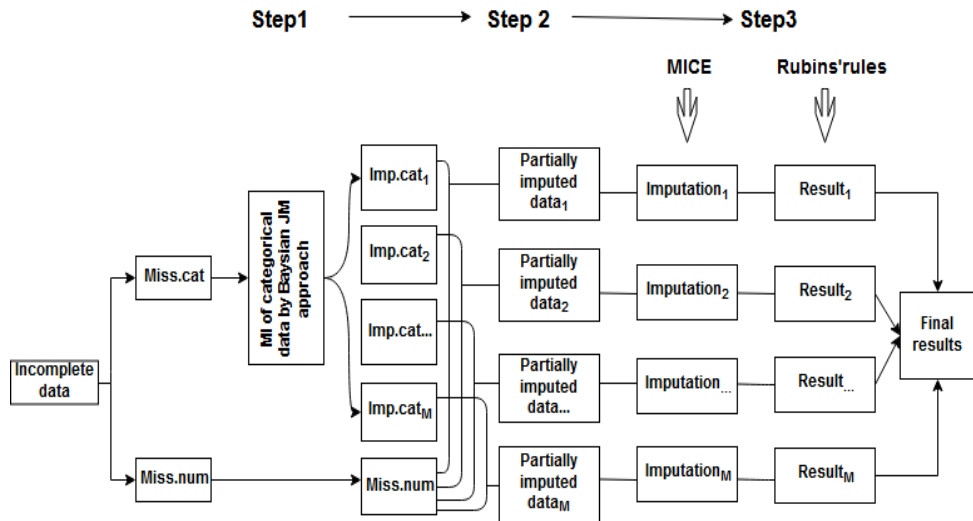 Step1
Step 2
Step3
MICE
Rubins'rules
Incomplete
data
Miss.cat
Miss.num
MI of categorical
data by Baysian JM
approach
Imp.cat1
Imp.cat2
Imp.cat...
Imp.catM
Miss.num
Partially
imputed
data1
Partially
imputed
data2
Partially
imputed
data...
Partially
imputed
dataM
Imputation1
Imputation2
Imputation...
ImputationM
Result1
Result2
Result...
ResultM
Final
results